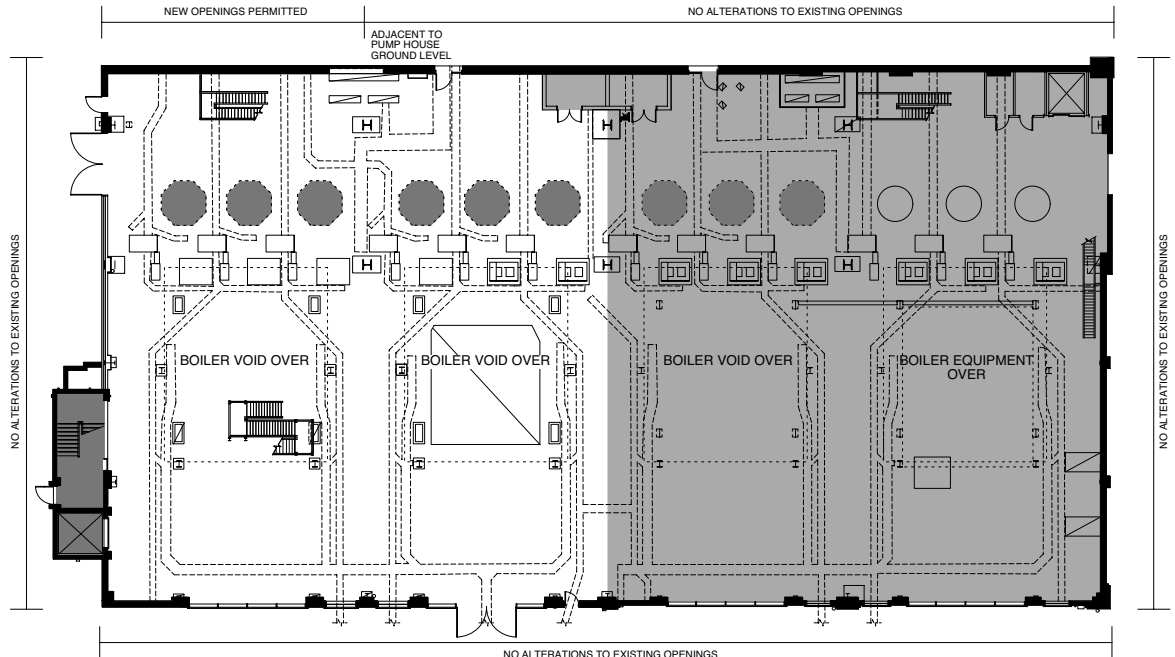 NEW OPENINGS PERMITTED
NO ALTERATIONS TO EXISTING OPENINGS
ADJACENT TO
PUMP HOUSE
GROUND LEVEL
NO ALTERATIONS TO EXISTING OPENINGS
NO ALTERATIONS TO EXISTING OPENINGS
BOILER VOID OVER
BOILER VOID OVER
BOILER VOID OVER
BOILER EQUIPMENT
OVER
NO ALTERATIONS TO EXISTING OPENINGS